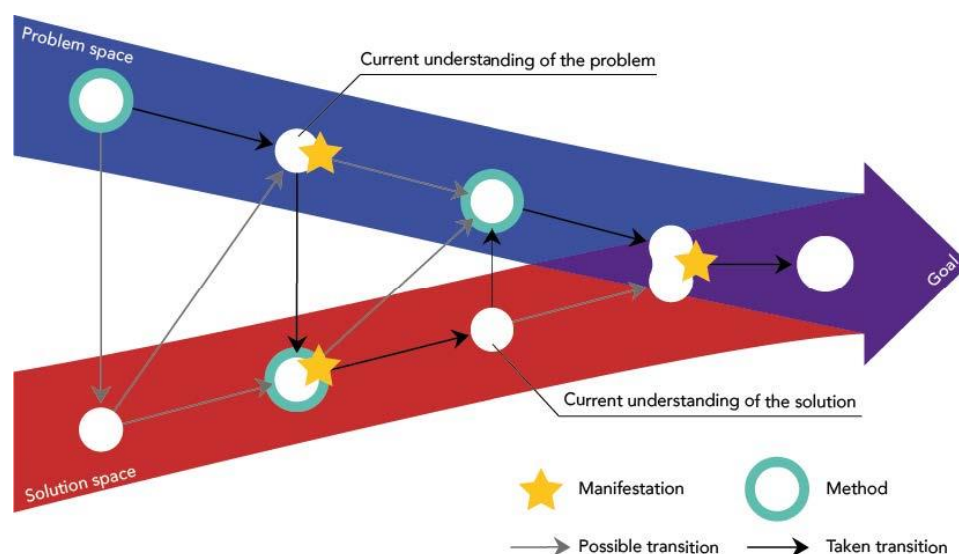 Problem space
Current understanding of the problem
Goal
Current understanding of the solution
Solution space
Manifestation
Method
Possible transition
Taken transition